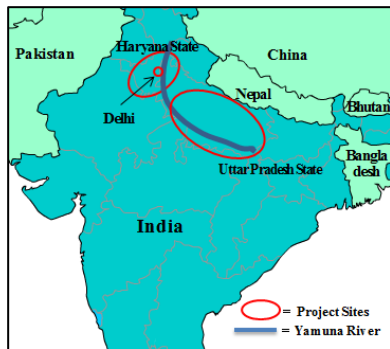 Pakistan
Haryana State
China
Nepal
Bhutan
Delhi
Bangla
desh
Uttar Pradesh State
India
= Project Sites
= Yamuna River